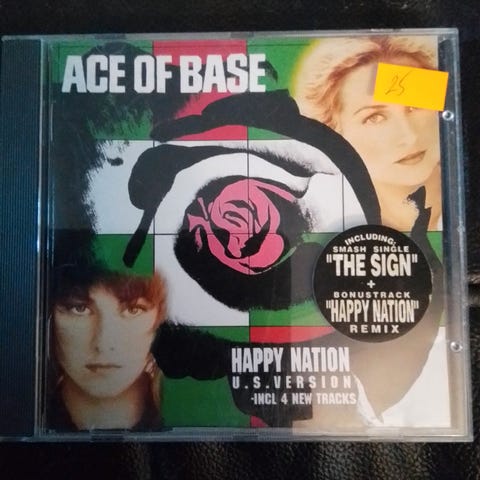 ACE OF BASE
25
INCLUDING:
SMASH SINGLE
"THE SIGN"
+
BONUSTRACK
"HAPPY NATION"
REMIX
HAPPY NATION
U.S.VERSION
-INCL 4 NEW TRACKS